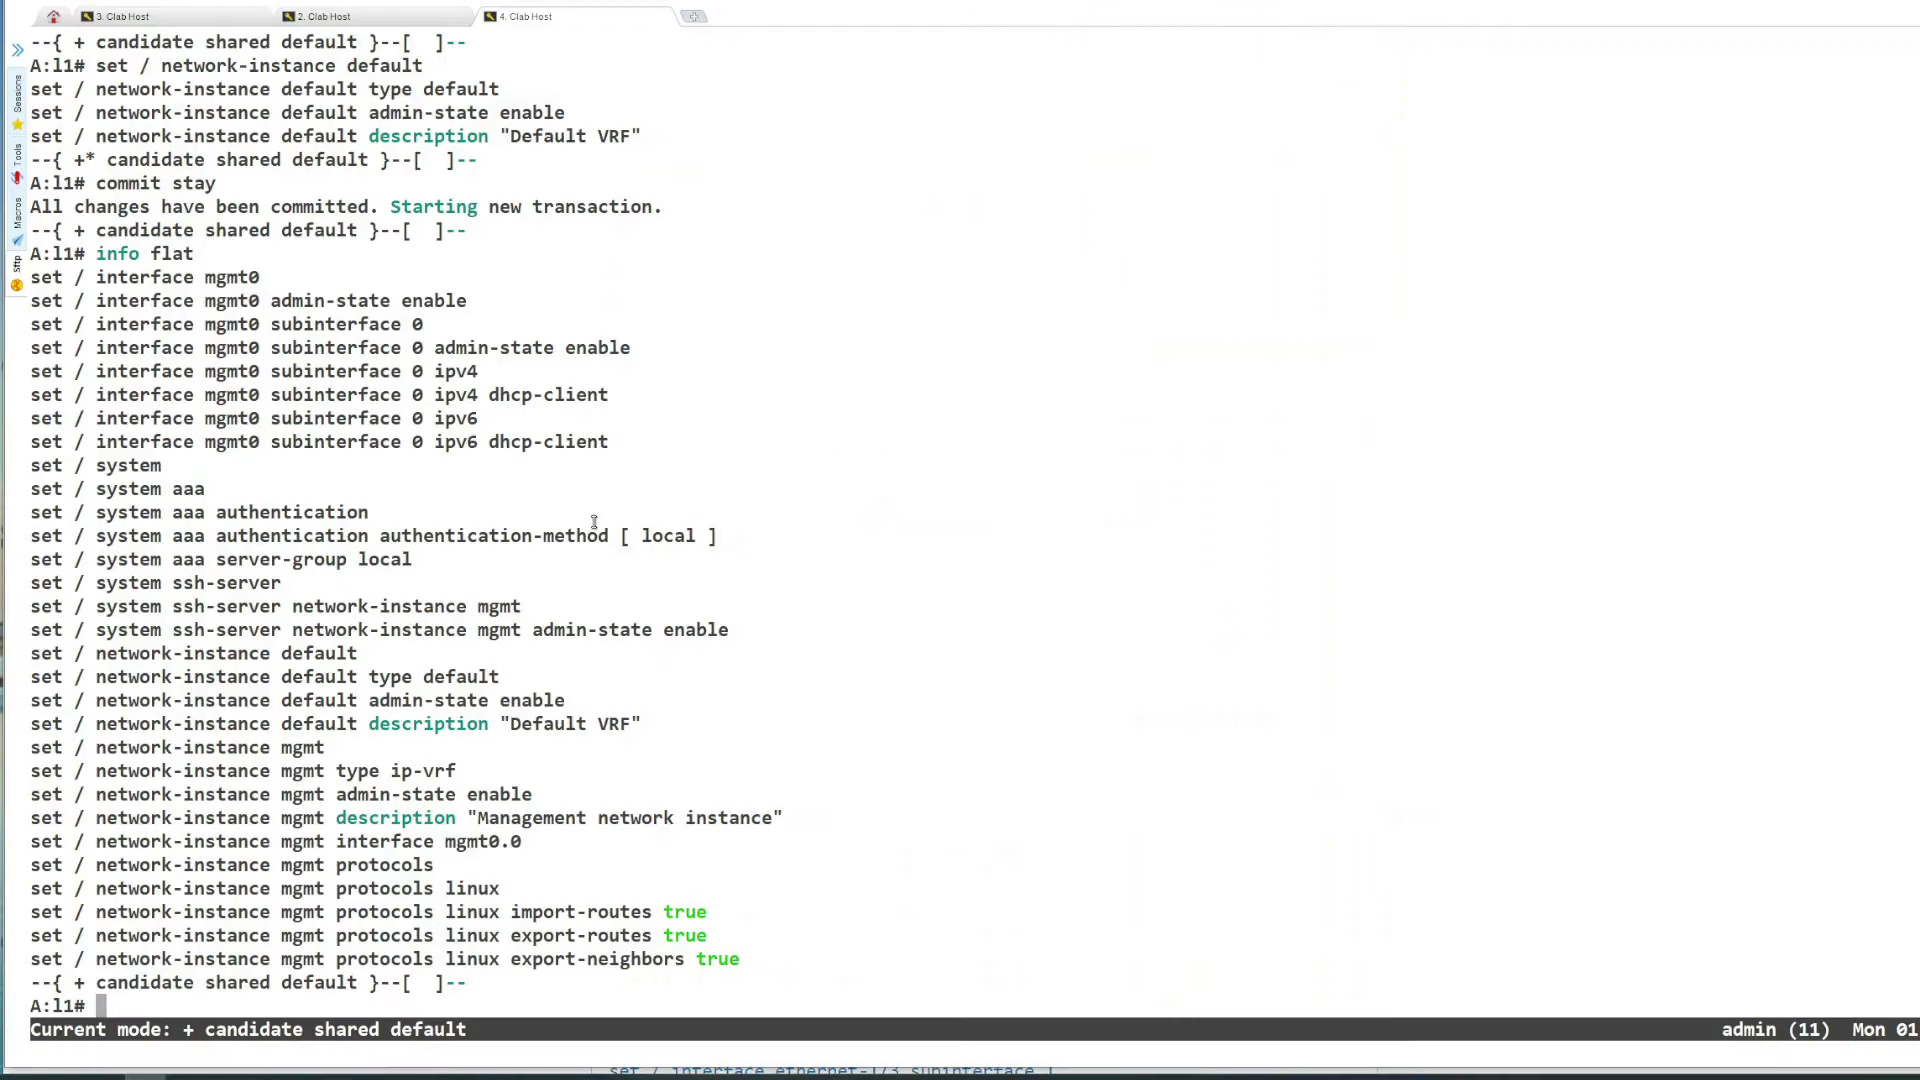 3. Clab Host
2. Clab Host
4. Clab Host
Sessions
Tools
Macros
Sftp
--{ + candidate shared default }--[  ]--
A:l1# set / network-instance default
set / network-instance default type default
set / network-instance default admin-state enable
set / network-instance default description "Default VRF"
--{ +* candidate shared default }--[  ]--
A:l1# commit stay
All changes have been committed. Starting new transaction.
--{ + candidate shared default }--[  ]--
A:l1# info flat
set / interface mgmt0
set / interface mgmt0 admin-state enable
set / interface mgmt0 subinterface 0
set / interface mgmt0 subinterface 0 admin-state enable
set / interface mgmt0 subinterface 0 ipv4
set / interface mgmt0 subinterface 0 ipv4 dhcp-client
set / interface mgmt0 subinterface 0 ipv6
set / interface mgmt0 subinterface 0 ipv6 dhcp-client
set / system
set / system aaa
set / system aaa authentication
set / system aaa authentication authentication-method [ local ]
set / system aaa server-group local
set / system ssh-server
set / system ssh-server network-instance mgmt
set / system ssh-server network-instance mgmt admin-state enable
set / network-instance default
set / network-instance default type default
set / network-instance default admin-state enable
set / network-instance default description "Default VRF"
set / network-instance mgmt
set / network-instance mgmt type ip-vrf
set / network-instance mgmt admin-state enable
set / network-instance mgmt description "Management network instance"
set / network-instance mgmt interface mgmt0.0
set / network-instance mgmt protocols
set / network-instance mgmt protocols linux
set / network-instance mgmt protocols linux import-routes true
set / network-instance mgmt protocols linux export-routes true
set / network-instance mgmt protocols linux export-neighbors true
--{ + candidate shared default }--[  ]--
A:l1#
Current mode: + candidate shared default
admin (11)  Mon 01
set / interface ethernet-1/3 subinterface 1